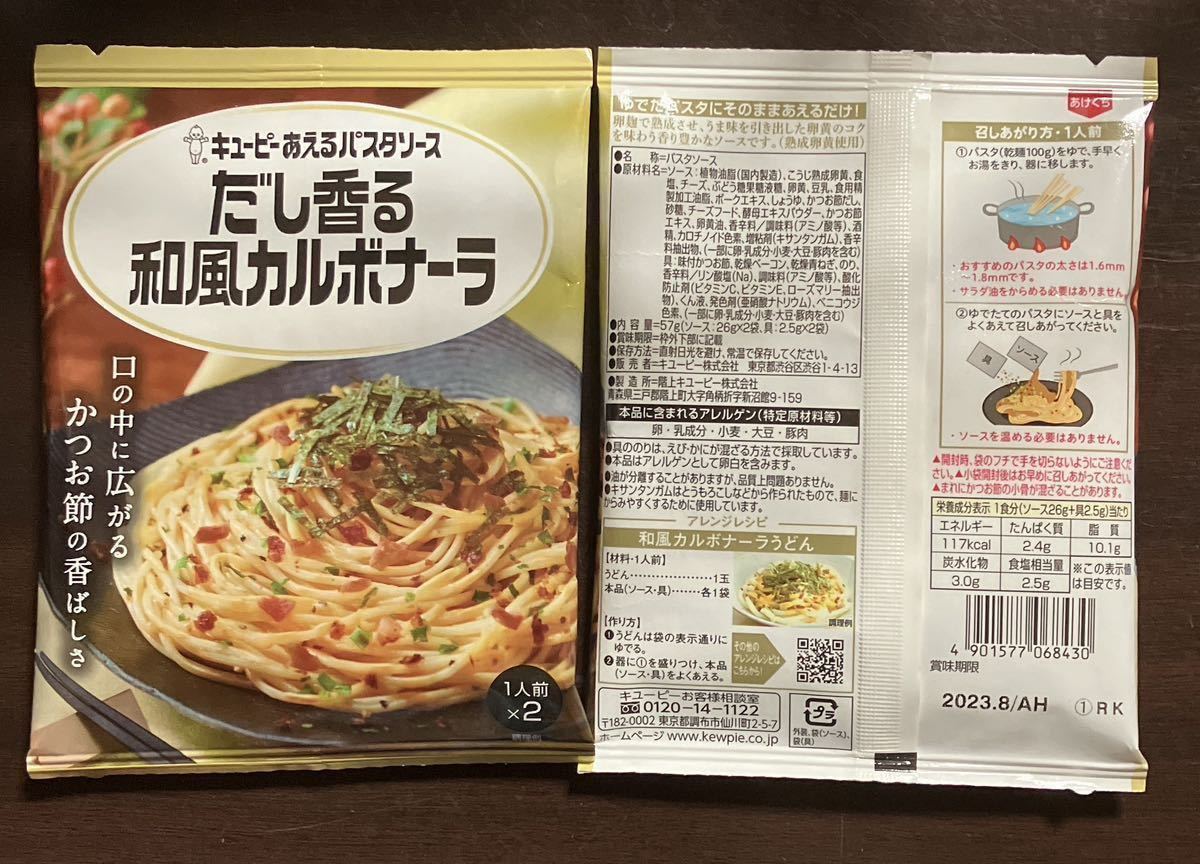 キユーピーあえるパスタソース
だし香る
和風カルボナーラ
口の中に広がる
かつお節の香ばしさ
1人前
×2
調理例
ゆでたパスタにそのままあえるだけ!
卵麹で熟成させ、うま味を引き出した卵黄のコク
を味わう香り豊かなソースです。(熟成卵黄使用)
●名 称=パスタソース
●原材料名=ソース:植物油脂(国内製造)、こうじ熟成卵黄、食
塩、チーズ、ぶどう糖果糖液糖、卵黄、豆乳、食用精
製加工油脂、ポークエキス、しょうゆ、かつお節だし、
砂糖、チーズフード、酵母エキスパウダー、かつお節
エキス、卵黄油、香辛料/調味料(アミノ酸等)、酒
精、カロチノイド色素、増粘剤(キサンタンガム)、香辛
料抽出物、(一部に卵・乳成分・小麦・大豆・豚肉を含む)
具:味付かつお節、乾燥ベーコン、乾燥青ねぎ、のり、
香辛料/リン酸塩(Na)、調味料(アミノ酸等)、酸化
防止剤(ビタミンC、ビタミンE、ローズマリー抽出
物)、くん液、発色剤(亜硝酸ナトリウム)、ベニコウジ
色素、(一部に卵・乳成分・小麦・大豆・豚肉を含む)
●内容量=57g(ソース:26g×2袋、具:2.5g×2袋)
●賞味期限=枠外下部に記載
●保存方法=直射日光を避け、常温で保存してください。
●販売者=キユーピー株式会社 東京都渋谷区渋谷1-4-13
●製造所=階上キユーピー株式会社
青森県三戸郡階上町大字角柄折字新沼館9-159
本品に含まれるアレルゲン(特定原材料等)
卵・乳成分・小麦・大豆・豚肉
●具ののりは、えび・かにが混ざる方法で採取しています。
●本品はアレルゲンとして卵白を含みます。
●油が分離することがありますが、品質上問題ありません。
●キサンタンガムはとうもろこしなどから作られたもので、麺に
からみやすくするために使用しています。
アレンジレシピ
和風カルボナーラうどん
【材料・1人前】
うどん…………………1玉
本品(ソース・具)………各1袋
調理例
【作り方】
❶うどんは袋の表示通りに
ゆでる。
❷器に①を盛りつけ、本品
(ソース・具)をよくあえる。
その他の
アレンジレシピは
こちらから!
キユーピーお客様相談室
0120-14-1122
〒182-0002 東京都調布市仙川町2-5-7
ホームページ www.kewpie.co.jp
プラ
外装、袋(ソース)、
袋(具)
あけくち
召しあがり方・1人前
①パスタ(乾麺100g)をゆで、手早く
お湯をきり、器に移します。
・おすすめのパスタの太さは1.6mm
〜1.8mmです。
・サラダ油をからめる必要はありません。
②ゆでたてのパスタにソースと具を
よくあえて召しあがってください。
具
ソース
・ソースを温める必要はありません。
▲開封時、袋のフチで手を切らないようにご注意くだ
さい。▲小袋開封後はお早めに召しあがってください。
▲まれにかつお節の小骨が混ざることがあります。
栄養成分表示 1食分(ソース26g+具2.5g)当たり
エネルギー たんぱく質 脂質
117kcal 2.4g 10.1g
炭水化物 食塩相当量 ※この表示値
は目安です。
3.0g 2.5g
4 901577 068430
賞味期限
2023.8/AH ①RK